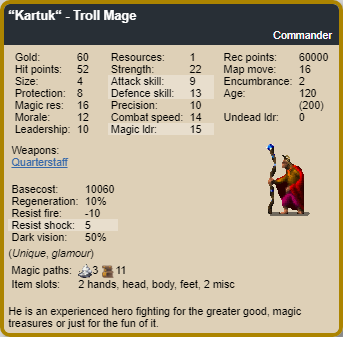 “Kartuk“ - Troll Mage
Commander
Gold: 60 Resources: 1 Rec points: 60000
Hit points: 52 Strength: 22 Map move: 16
Size: 4 Attack skill: 9 Encumbrance: 2
Protection: 8 Defence skill: 13 Age: 120
Magic res: 16 Precision: 10 (200)
Morale: 12 Combat speed: 14 Undead ldr: 0
Leadership: 10 Magic ldr: 15
Weapons:
Quarterstaff
Basecost: 10060
Regeneration: 10%
Resist fire: -10
Resist shock: 5
Dark vision: 50%
(Unique, glamour)
Magic paths: 3 11
Item slots: 2 hands, head, body, feet, 2 misc
He is an experienced hero fighting for the greater good, magic
treasures or just for the fun of it.